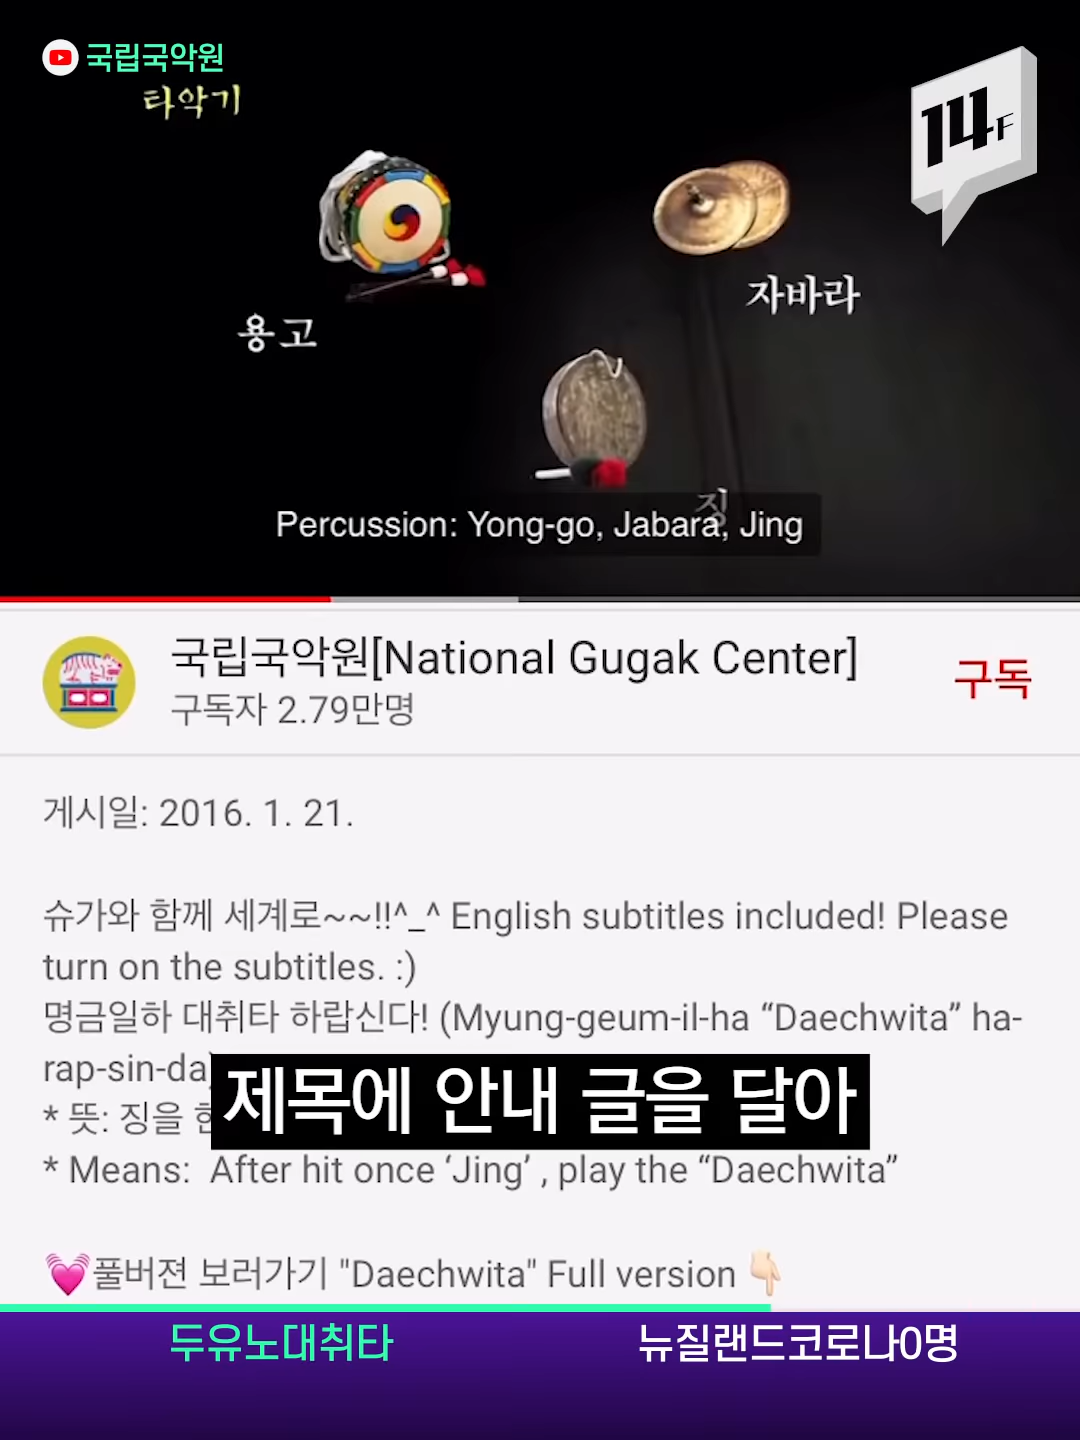 국립국악원
타악기
14F
자바라
용고
징
Percussion: Yong-go, Jabara, Jing
국립국악원[National Gugak Center]
구독자 2.79만명
구독
게시일: 2016. 1. 21.
슈가와 함께 세계로~~!!^_^ English subtitles included! Please
turn on the subtitles. :)
명금일하 대취타 하랍신다! (Myung-geum-il-ha “Daechwita” ha-
rap-sin-da
제목에 안내 글을 달아
* 뜻: 징을
* Means: After hit once ‘Jing’ , play the “Daechwita”
💓풀버젼 보러가기 "Daechwita" Full version 👇🏻
두유노대취타
뉴질랜드코로나0명